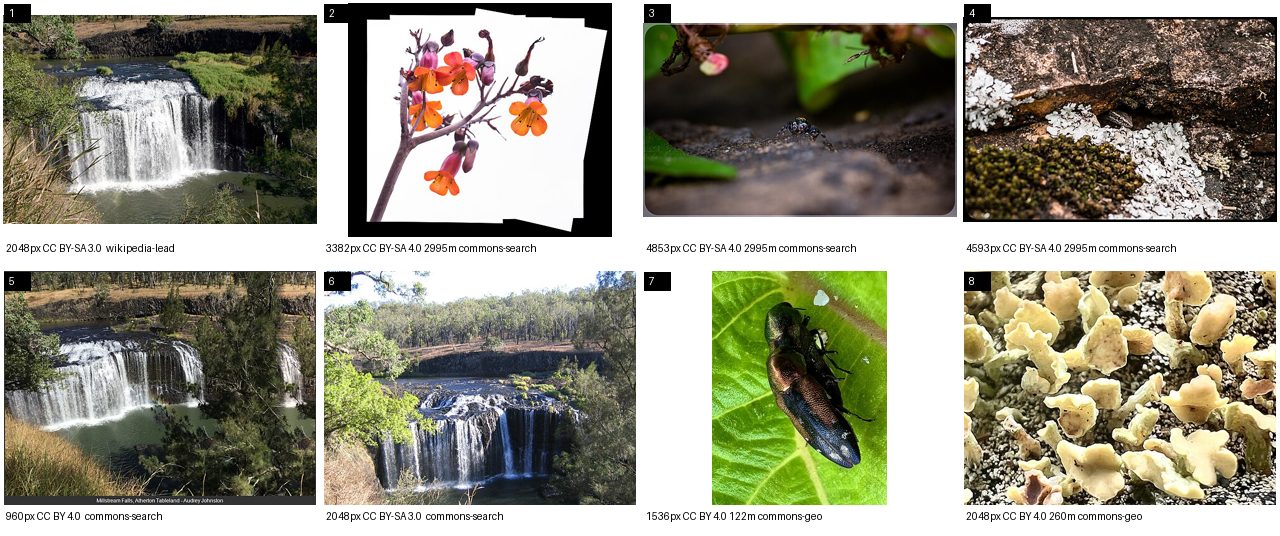 1
2
3
4
2048px CC BY-SA 3.0 wikipedia-lead
3382px CC BY-SA 4.0 2995m commons-search
4853px CC BY-SA 4.0 2995m commons-search
4593px CC BY-SA 4.0 2995m commons-search
5
6
7
8
Millstream Falls, Atherton Tableland - Audrey Johnston
960px CC BY 4.0 commons-search
2048px CC BY-SA 3.0 commons-search
1536px CC BY 4.0 122m commons-geo
2048px CC BY 4.0 260m commons-geo